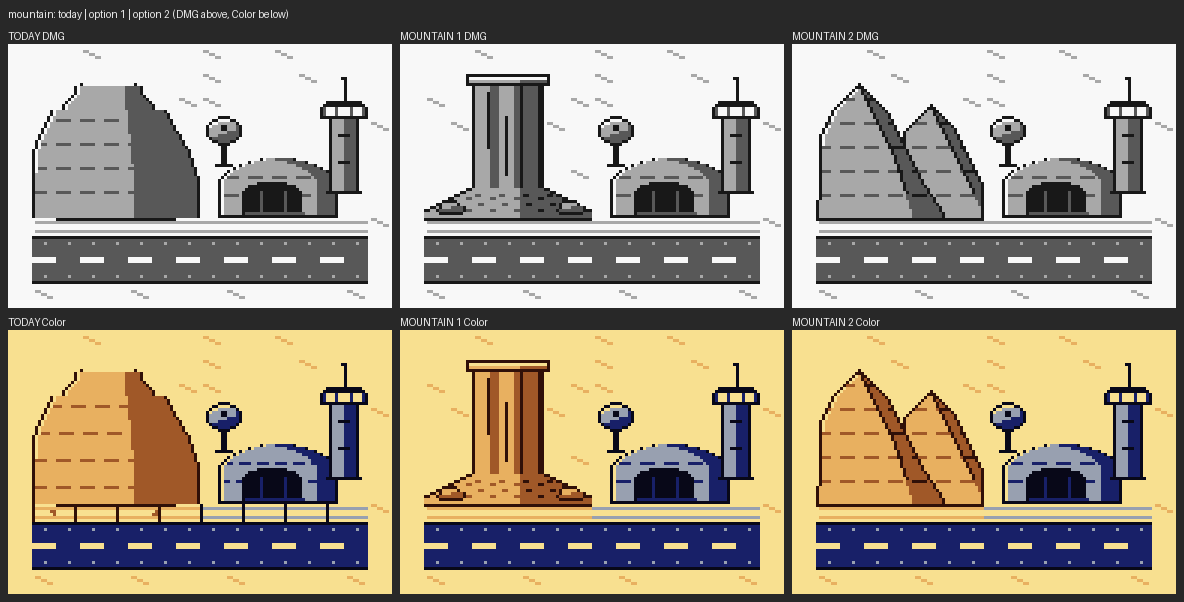 mountain: today | option 1 | option 2 (DMG above, Color below)
TODAY DMG
MOUNTAIN 1 DMG
MOUNTAIN 2 DMG
TODAY Color
MOUNTAIN 1 Color
MOUNTAIN 2 Color